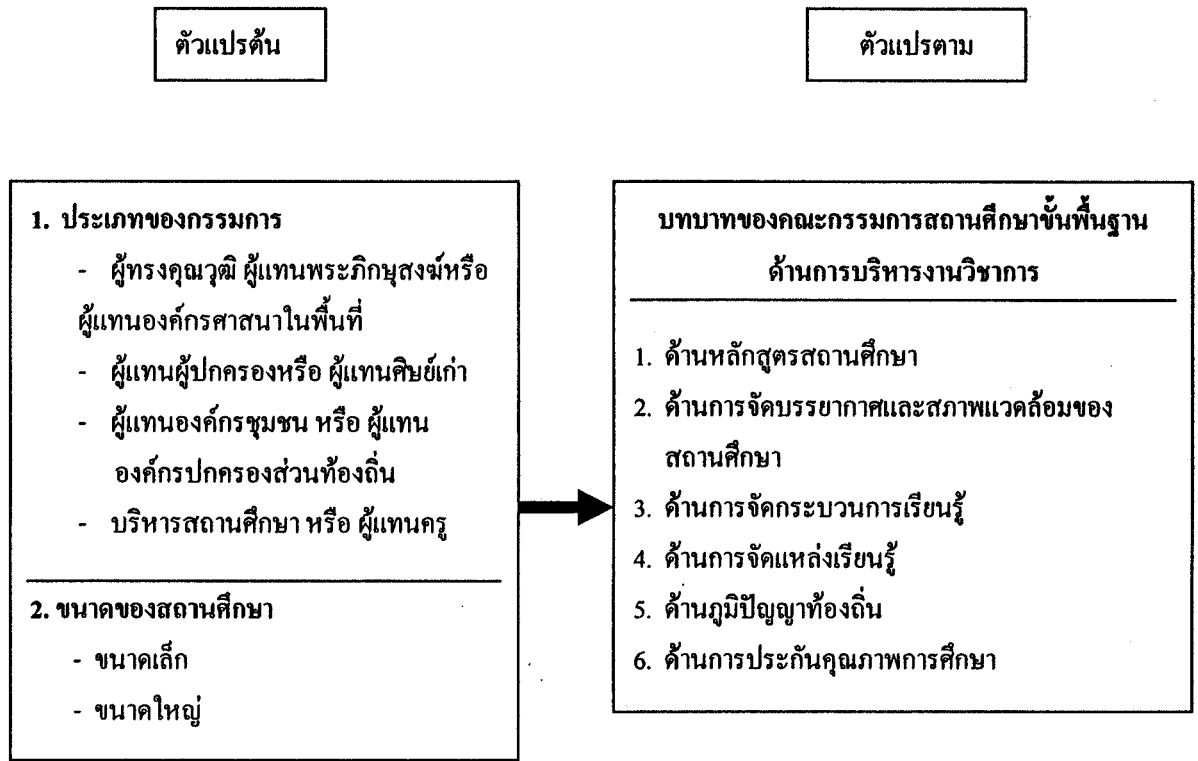 ตัวแปรต้น
ตัวแปรตาม
1. ประเภทของกรรมการ
- ผู้ทรงคุณวุฒิ ผู้แทนพระภิกษุสงฆ์หรือ
ผู้แทนองค์กรศาสนาในพื้นที่
- ผู้แทนผู้ปกครองหรือ ผู้แทนศิษย์เก่า
- ผู้แทนองค์กรชุมชน หรือ ผู้แทน
องค์กรปกครองส่วนท้องถิ่น
- บริหารสถานศึกษา หรือ ผู้แทนครู
2. ขนาดของสถานศึกษา
- ขนาดเล็ก
- ขนาดใหญ่
บทบาทของคณะกรรมการสถานศึกษาขั้นพื้นฐาน
ด้านการบริหารงานวิชาการ
1. ด้านหลักสูตรสถานศึกษา
2. ด้านการจัดบรรยากาศและสภาพแวดล้อมของ
สถานศึกษา
3. ด้านการจัดกระบวนการเรียนรู้
4. ด้านการจัดแหล่งเรียนรู้
5. ด้านภูมิปัญญาท้องถิ่น
6. ด้านการประกันคุณภาพการศึกษา